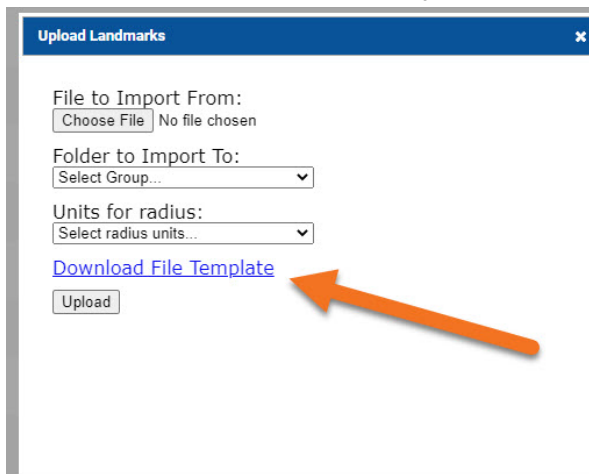 Upload Landmarks
File to Import From:
Choose File No file chosen
Folder to Import To:
Select Group...
Units for radius:
Select radius units...
Download File Template
Upload